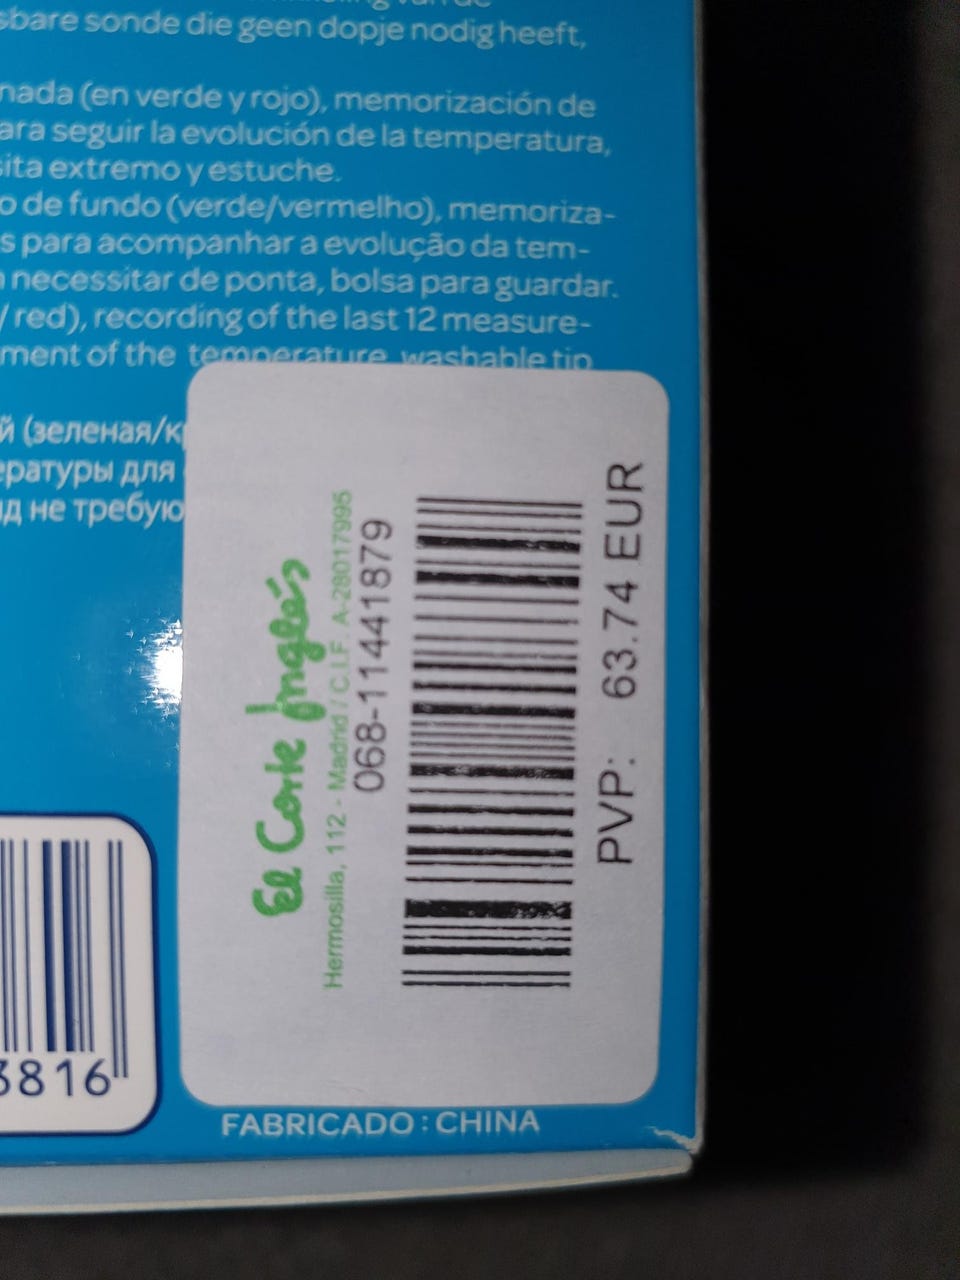 sbare sonde die geen dopje nodig heeft,
nada (en verde y rojo), memorización de
ara seguir la evolución de la temperatura,
sita extremo y estuche.
o de fundo (verde/vermelho), memoriza-
s para acompanhar a evolução da tem-
necessitar de ponta, bolsa para guardar.
/ red), recording of the last 12 measure-
ment of the temperature, washable tip
й (зеленая/к
ературы для
д не требую
El Corte Inglés
Hermosilla, 112 - Madrid / C.I.F. A-28017995
068-11441879
PVP: 63.74 EUR
3816
FABRICADO : CHINA